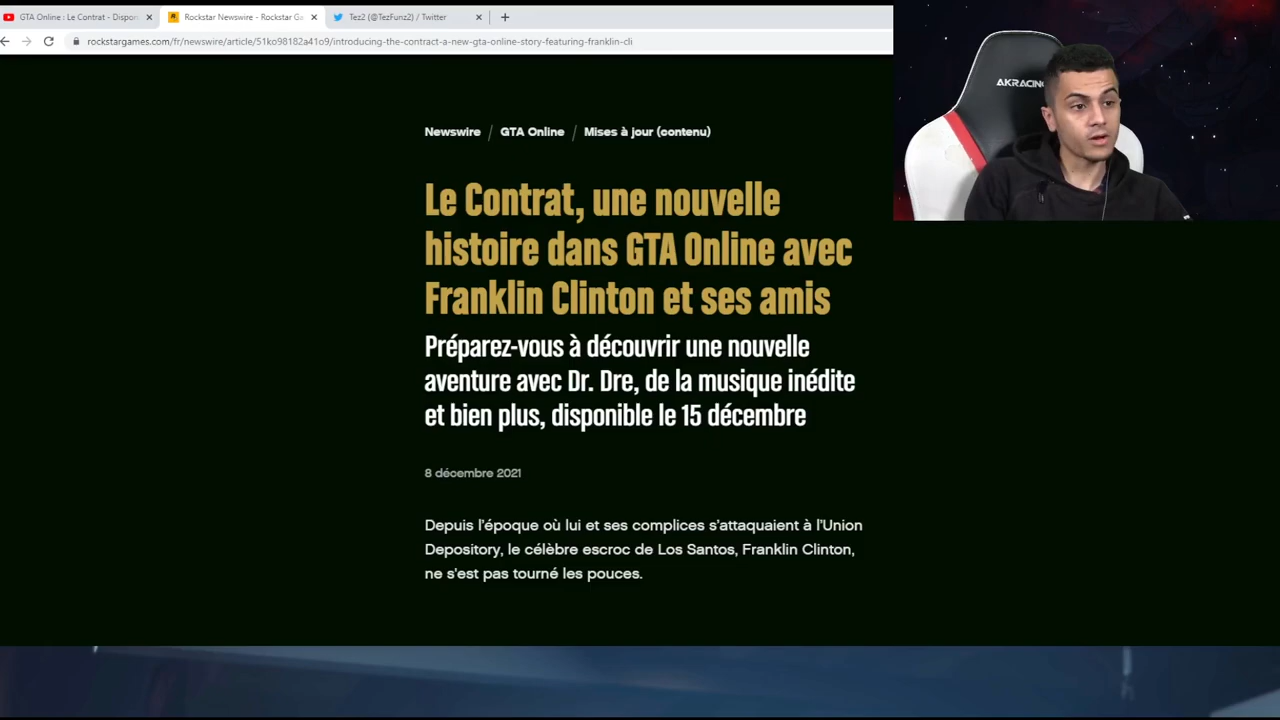 GTA Online : Le Contrat - Dispon
Rockstar Newswire - Rockstar Ga
Tez2 (@TezFunz2) / Twitter
rockstargames.com/fr/newswire/article/51ko98182a41o9/introducing-the-contract-a-new-gta-online-story-featuring-franklin-cli
AKRACING
Newswire / GTA Online / Mises à jour (contenu)
Le Contrat, une nouvelle
histoire dans GTA Online avec
Franklin Clinton et ses amis
Préparez-vous à découvrir une nouvelle
aventure avec Dr. Dre, de la musique inédite
et bien plus, disponible le 15 décembre
8 décembre 2021
Depuis l'époque où lui et ses complices s'attaquaient à l'Union
Depository, le célèbre escroc de Los Santos, Franklin Clinton,
ne s'est pas tourné les pouces.